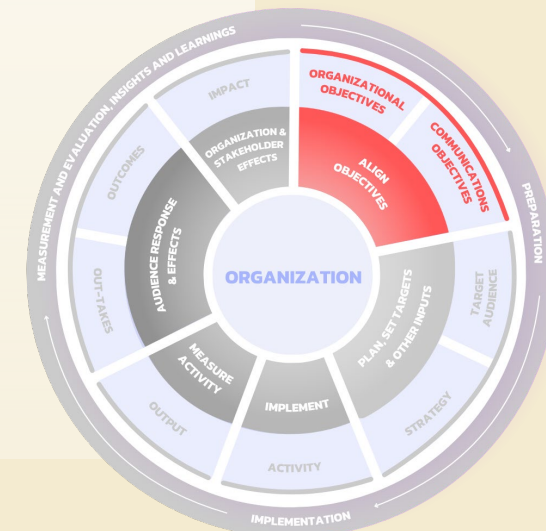 MEASUREMENT AND EVALUATION, INSIGHTS AND LEARNINGS
PREPARATION
IMPLEMENTATION
ORGANIZATIONAL
OBJECTIVES
COMMUNICATIONS
OBJECTIVES
TARGET
AUDIENCE
STRATEGY
ACTIVITY
OUTPUT
OUT-TAKES
OUTCOMES
IMPACT
ALIGN
OBJECTIVES
PLAN, SET TARGETS
& OTHER INPUTS
IMPLEMENT
MEASURE
ACTIVITY
AUDIENCE RESPONSE
& EFFECTS
ORGANIZATION &
STAKEHOLDER
EFFECTS
ORGANIZATION